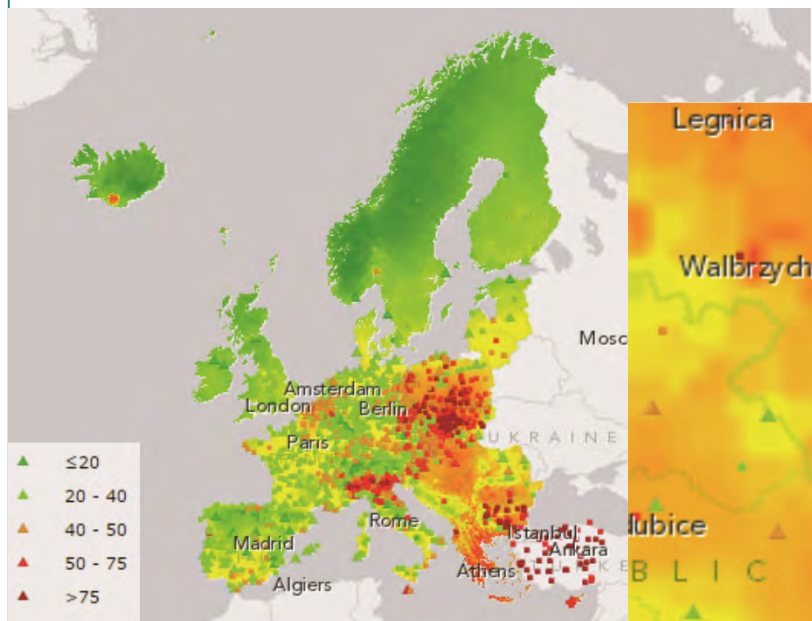 Mosc
Amsterdam
London
Berlin
UKRAINE
Paris
Rome
Istanbul
Madrid
Ankara
Athens
Algiers
≤20
20 - 40
40 - 50
50 - 75
>75
Legnica
Walbrzych
dubice
BLIC